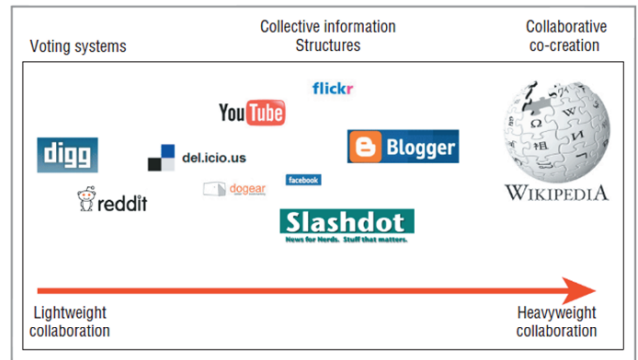 Voting systems
Collective information
Structures
Collaborative
co-creation
flickr
YouTube
digg
del.icio.us
Blogger
dogear
facebook
reddit
WIKIPEDIA
Slashdot
News for Nerds. Stuff that matters.
Lightweight
collaboration
Heavyweight
collaboration